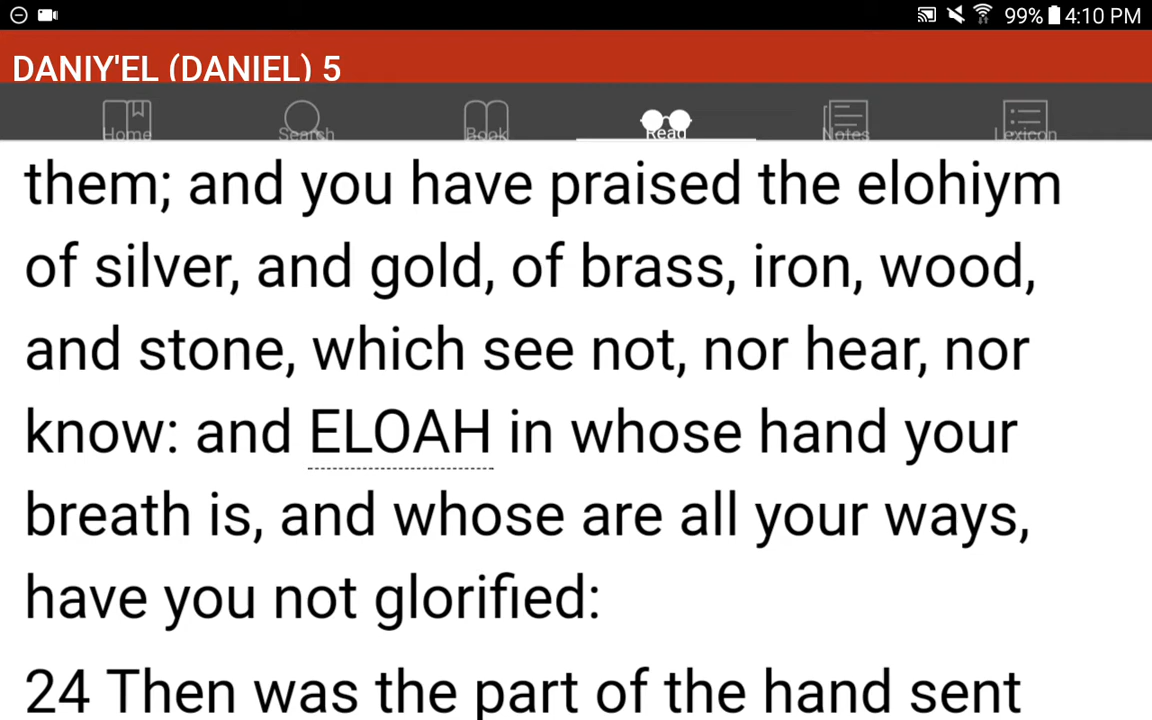 99% 4:10 PM
DANIY'EL (DANIEL) 5
Home Search Book Read Notes Lexicon
them; and you have praised the elohiym
of silver, and gold, of brass, iron, wood,
and stone, which see not, nor hear, nor
know: and ELOAH in whose hand your
breath is, and whose are all your ways,
have you not glorified:
24 Then was the part of the hand sent